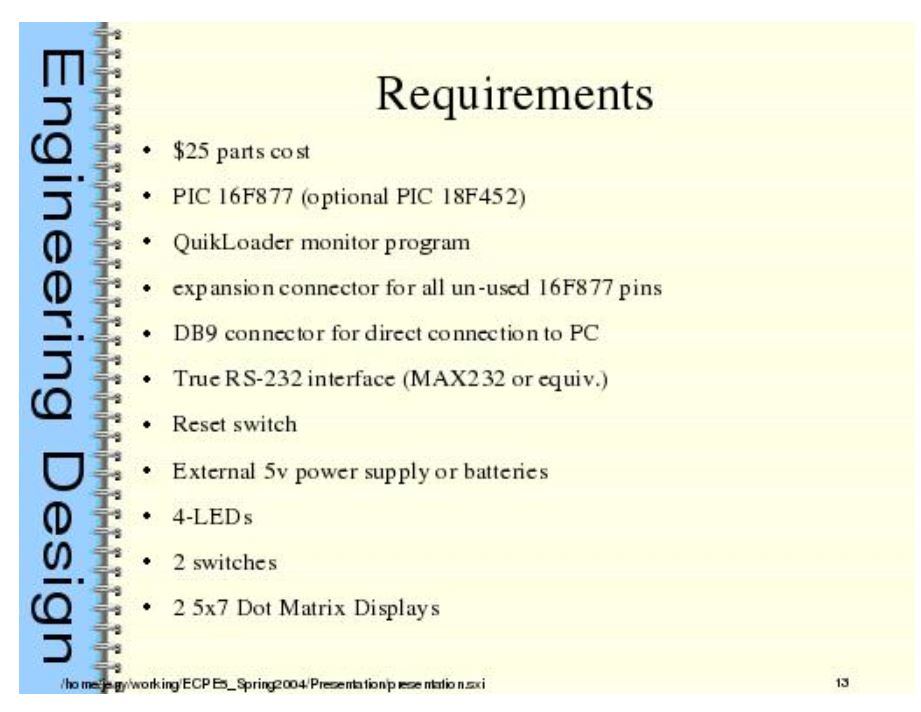 Engineering Design
Requirements
• $25 parts cost
• PIC 16F877 (optional PIC 18F452)
• QuikLoader monitor program
• expansion connector for all un-used 16F877 pins
• DB9 connector for direct connection to PC
• True RS-232 interface (MAX232 or equiv.)
• Reset switch
• External 5v power supply or batteries
• 4-LEDs
• 2 switches
• 2 5x7 Dot Matrix Displays
/working/ECPE5_Spring2004/Presentation/presentation.sxi
13